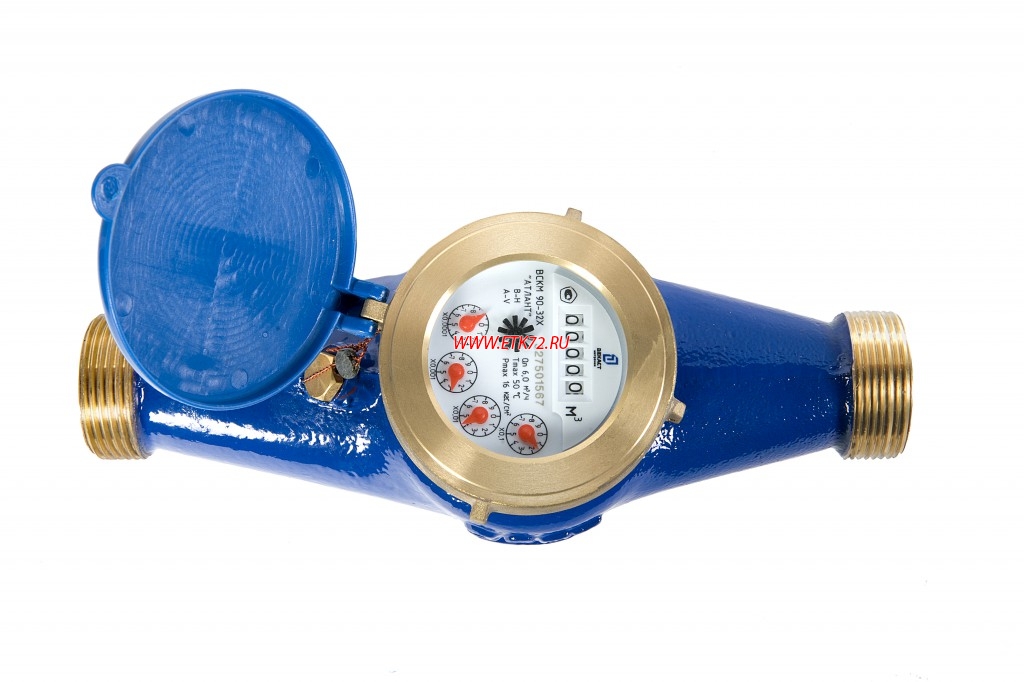 ВСКМ 90-32Х
"АТЛАНТ"
В-Н
А-V
00000
м³
ДЕКАСТ
27501567
Qn 6,0 м³/ч
Tmax 50 °C
Pmax 16 кгс/см²
X0,0001
X0,001
X0,01
X0,1
WWW.ETK72.RU